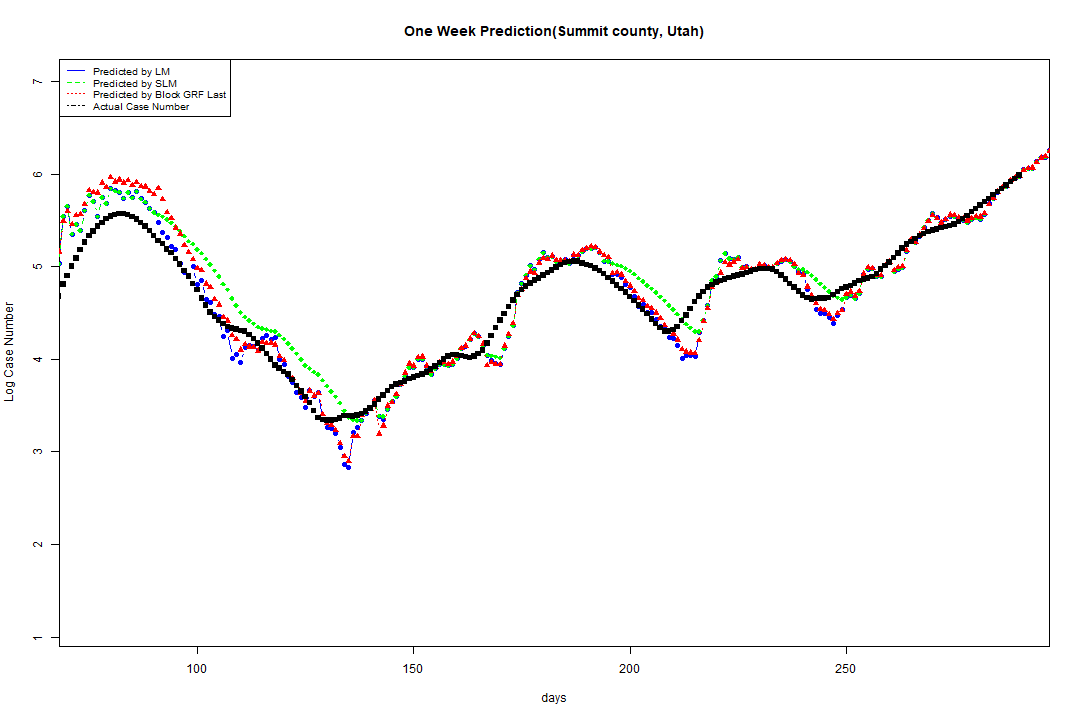 One Week Prediction(Summit county, Utah)
Predicted by LM
Predicted by SLM
Predicted by Block GRF Last
Actual Case Number
7
6
5
4
3
2
1
Log Case Number
100 150 200 250
days